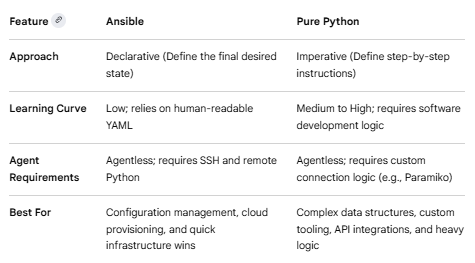 Feature Ansible Pure Python
Approach Declarative (Define the final desired state) Imperative (Define step-by-step instructions)
Learning Curve Low; relies on human-readable YAML Medium to High; requires software development logic
Agent Requirements Agentless; requires SSH and remote Python Agentless; requires custom connection logic (e.g., Paramiko)
Best For Configuration management, cloud provisioning, and quick infrastructure wins Complex data structures, custom tooling, API integrations, and heavy logic